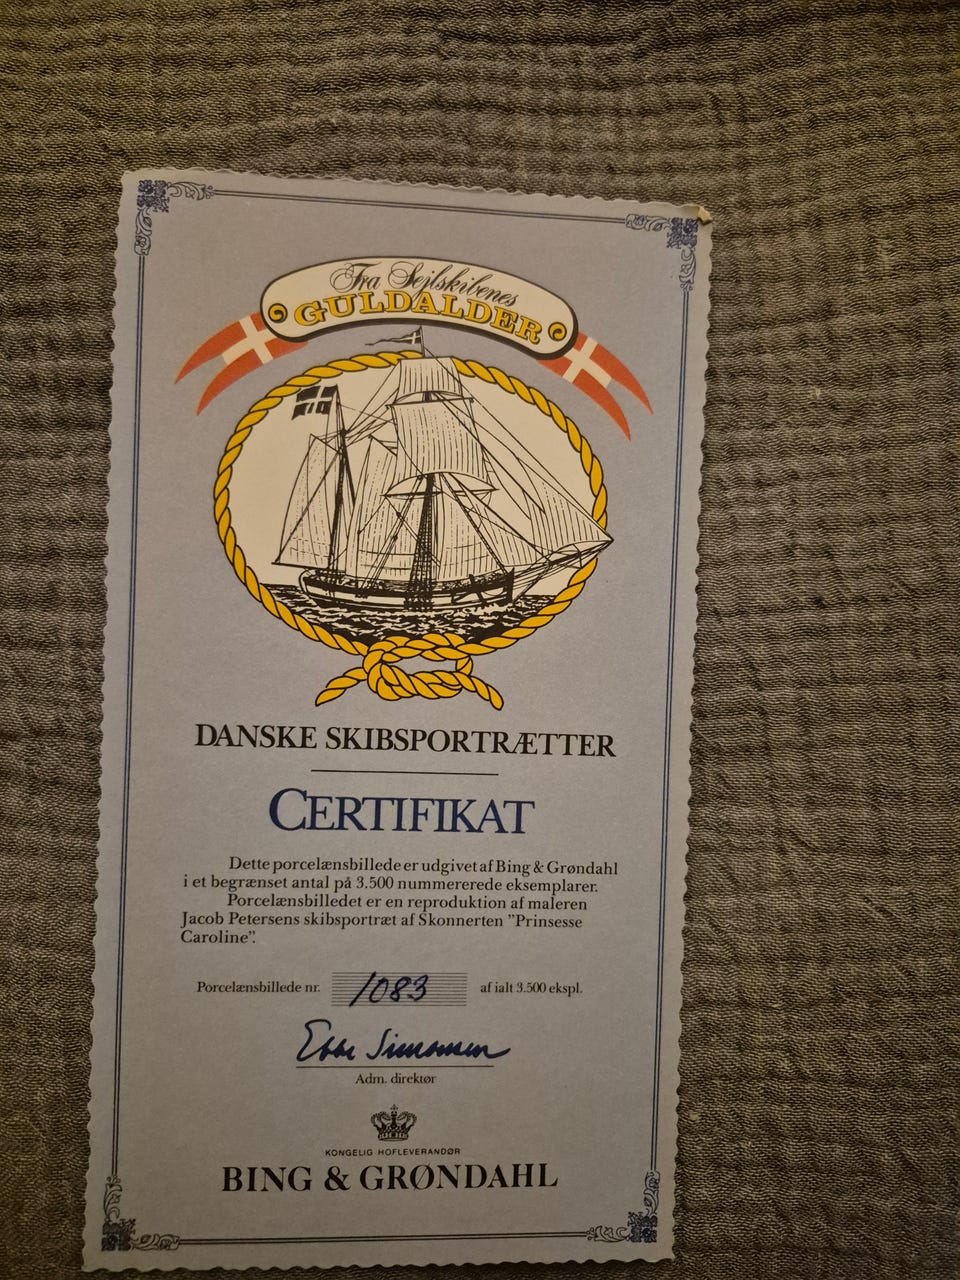 Fra Sejlskibenes
GULDALDER
DANSKE SKIBSPORTRÆTTER
CERTIFIKAT
Dette porcelænsbillede er udgivet af Bing & Grøndahl
i et begrænset antal på 3.500 nummererede eksemplarer.
Porcelænsbilledet er en reproduktion af maleren
Jacob Petersens skibsportræt af Skonnerten "Prinsesse
Caroline".
Porcelænsbillede nr. 1083 af ialt 3.500 ekspl.
Ebbe Simonsen
Adm. direktør
KONGELIG HOFLEVERANDØR
BING & GRØNDAHL